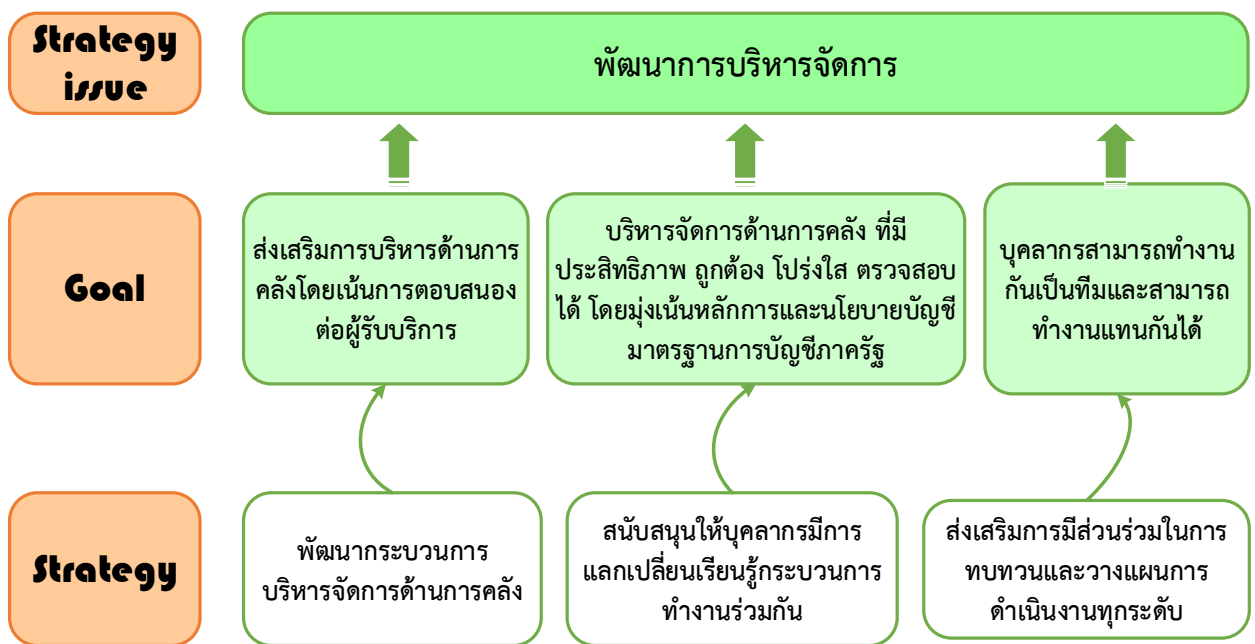 Strategy
issue
พัฒนาการบริหารจัดการ
Goal
ส่งเสริมการบริหารด้านการ
คลังโดยเน้นการตอบสนอง
ต่อผู้รับบริการ
บริหารจัดการด้านการคลัง ที่มี
ประสิทธิภาพ ถูกต้อง โปร่งใส ตรวจสอบ
ได้ โดยมุ่งเน้นหลักการและนโยบายบัญชี
มาตรฐานการบัญชีภาครัฐ
บุคลากรสามารถทำงาน
กันเป็นทีมและสามารถ
ทำงานแทนกันได้
Strategy
พัฒนากระบวนการ
บริหารจัดการด้านการคลัง
สนับสนุนให้บุคลากรมีการ
แลกเปลี่ยนเรียนรู้กระบวนการ
ทำงานร่วมกัน
ส่งเสริมการมีส่วนร่วมในการ
ทบทวนและวางแผนการ
ดำเนินงานทุกระดับ